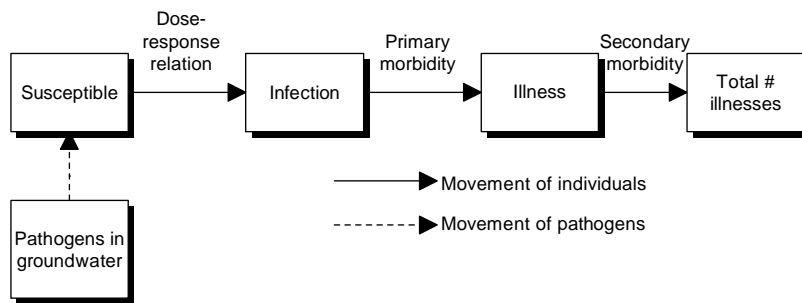 Dose-
response
relation
Primary
morbidity
Secondary
morbidity
Susceptible
Infection
Illness
Total #
illnesses
Movement of individuals
Movement of pathogens
Pathogens in
groundwater